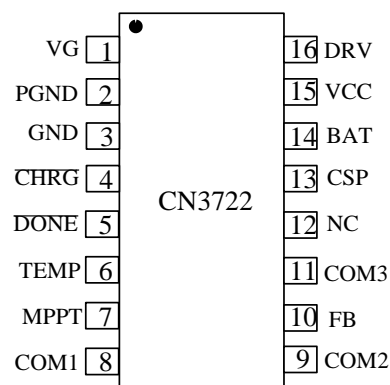 VG 1 16 DRV
PGND 2 15 VCC
GND 3 14 BAT
CHRG 4 13 CSP
CN3722
DONE 5 12 NC
TEMP 6 11 COM3
MPPT 7 10 FB
COM1 8 9 COM2